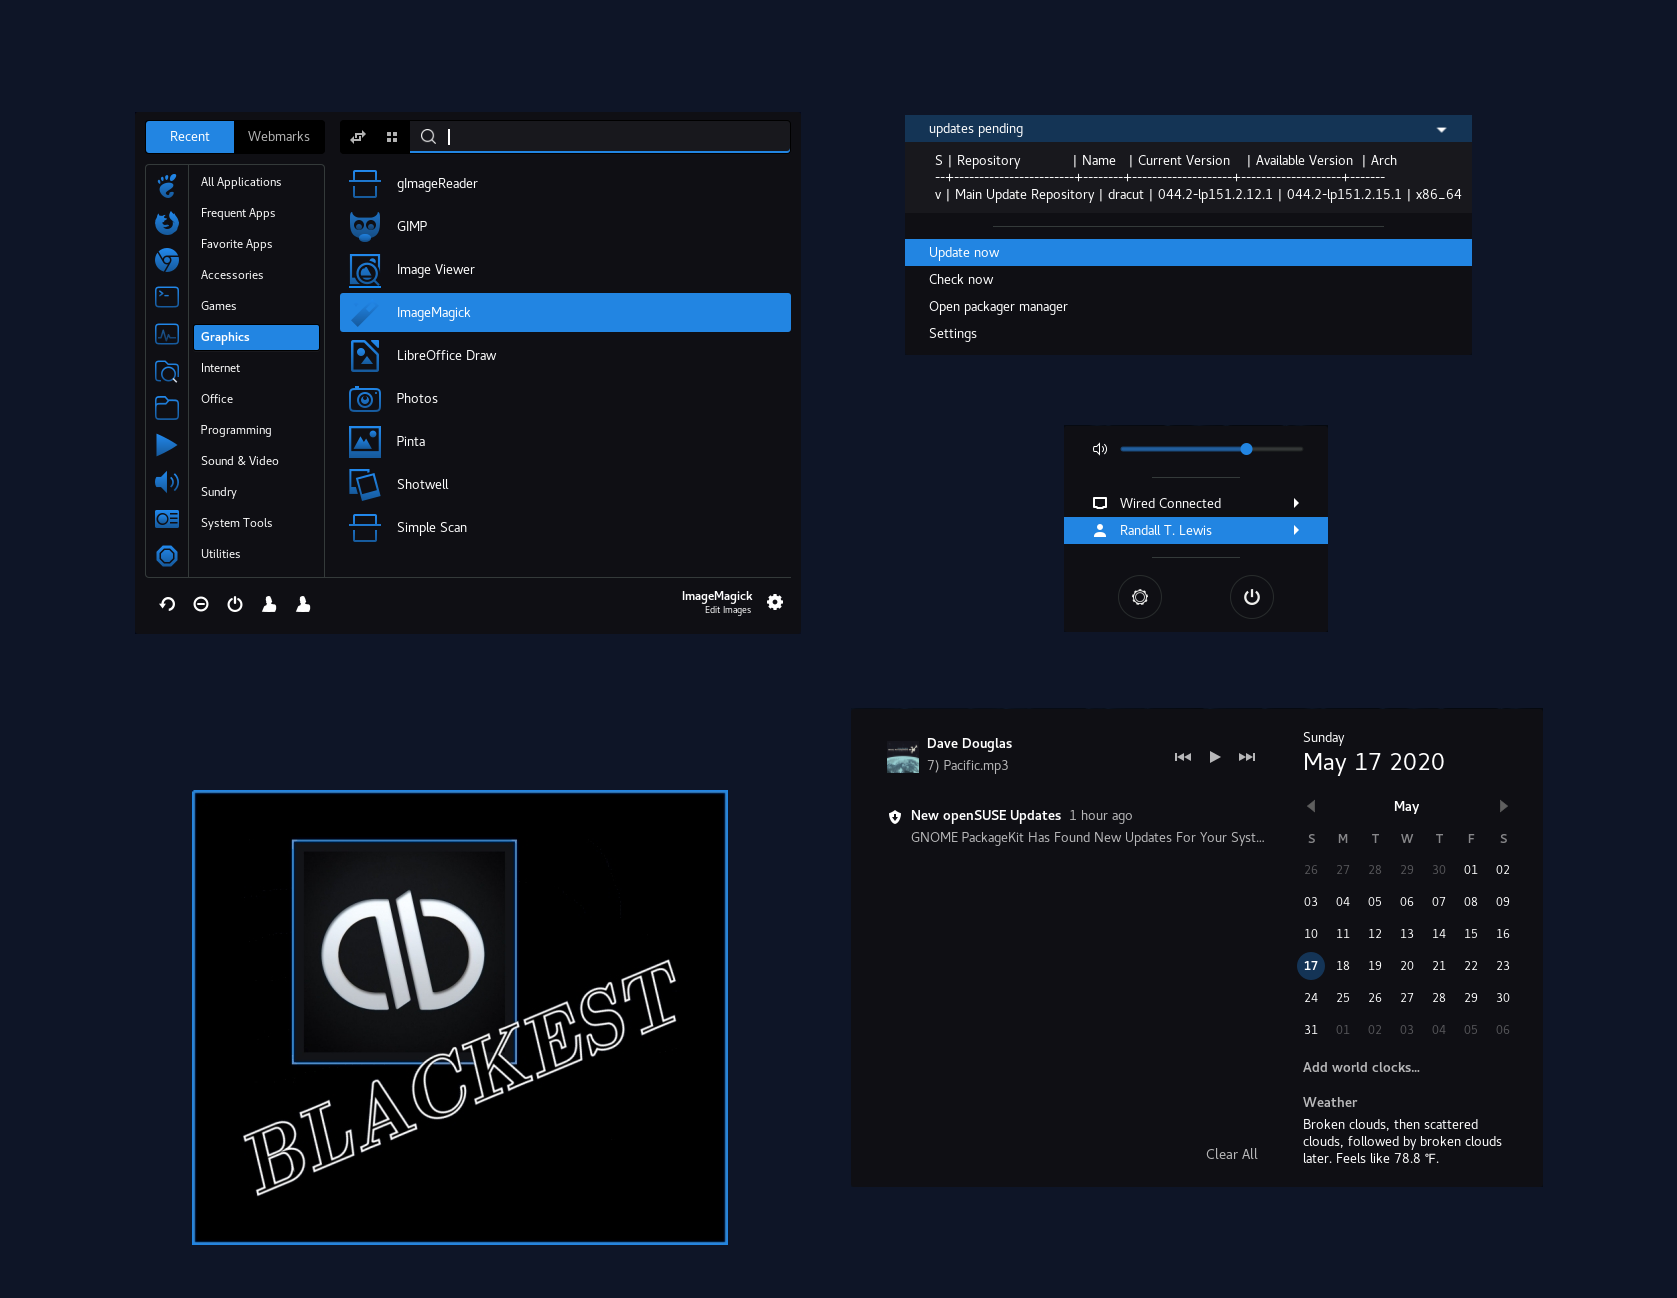 Recent Webmarks
All Applications
Frequent Apps
Favorite Apps
Accessories
Games
Graphics
Internet
Office
Programming
Sound & Video
Sundry
System Tools
Utilities
gImageReader
GIMP
Image Viewer
ImageMagick
LibreOffice Draw
Photos
Pinta
Shotwell
Simple Scan
ImageMagick
Edit Images
updates pending
S | Repository | Name | Current Version | Available Version | Arch
--+-------------------------+--------+---------------------+---------------------+-------
v | Main Update Repository | dracut | 044.2-lp151.2.12.1 | 044.2-lp151.2.15.1 | x86_64
Update now
Check now
Open packager manager
Settings
Wired Connected
Randall T. Lewis
BLACKEST
Dave Douglas
7) Pacific.mp3
New openSUSE Updates 1 hour ago
GNOME PackageKit Has Found New Updates For Your Syst...
Clear All
Sunday
May 17 2020
May
S M T W T F S
26 27 28 29 30 01 02
03 04 05 06 07 08 09
10 11 12 13 14 15 16
17 18 19 20 21 22 23
24 25 26 27 28 29 30
31 01 02 03 04 05 06
Add world clocks...
Weather
Broken clouds, then scattered
clouds, followed by broken clouds
later. Feels like 78.8 °F.